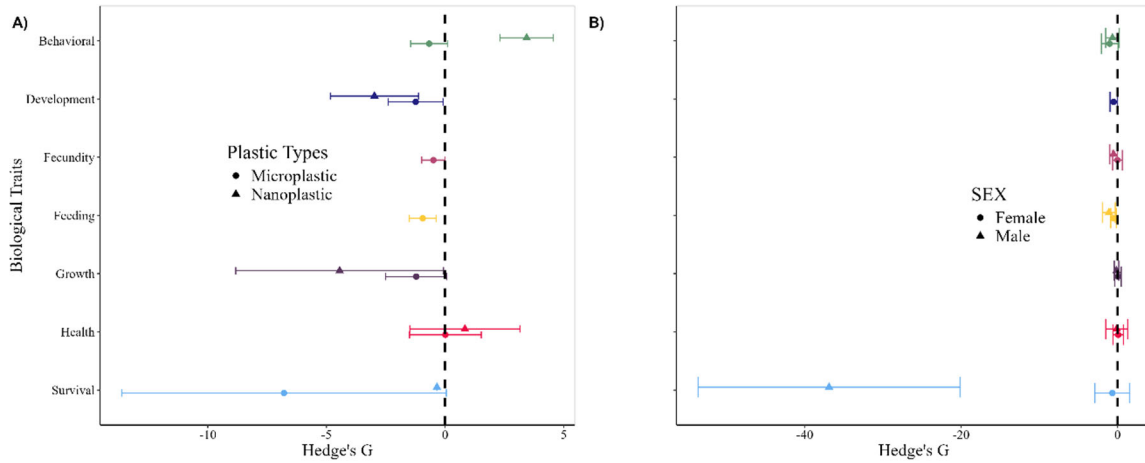 A)
Behavioral
Development
Fecundity
Feeding
Growth
Health
Survival
Biological Traits
Plastic Types
Microplastic
Nanoplastic
-10 -5 0 5
Hedge's G
B)
SEX
Female
Male
-40 -20 0
Hedge's G